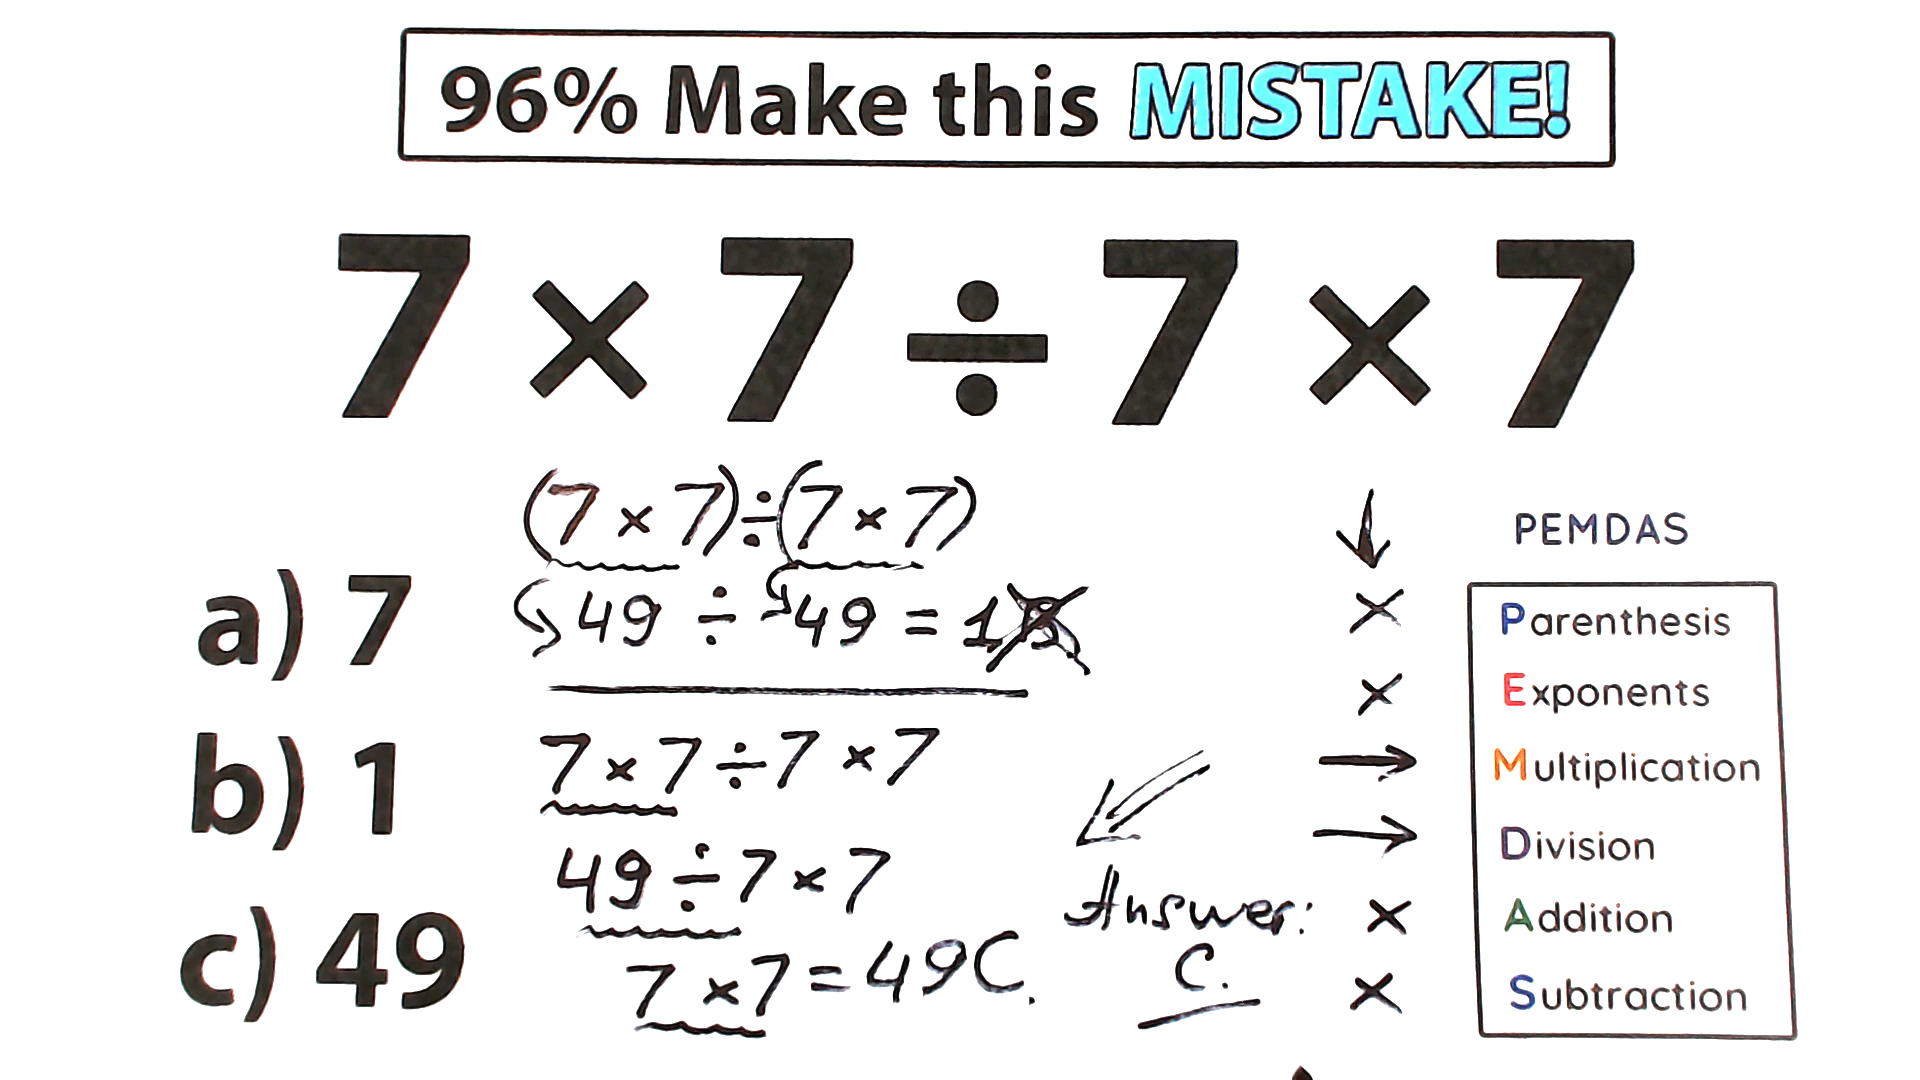 96% Make this MISTAKE!
7 × 7 ÷ 7 × 7
(7 × 7) ÷ (7 × 7)
a) 7
49 ÷ 49 = 1
b) 1
7 × 7 ÷ 7 × 7
49 ÷ 7 × 7
c) 49
7 × 7 = 49 C.
Answer:
C.
PEMDAS
Parenthesis
Exponents
Multiplication
Division
Addition
Subtraction